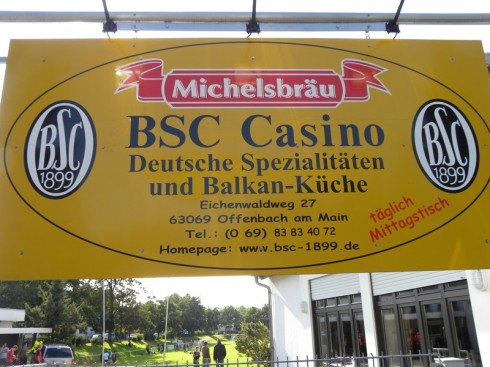 Michelsbräu
BSC Casino
Deutsche Spezialitäten
und Balkan-Küche
Eichenwaldweg 27
63069 Offenbach am Main
Tel.: (0 69) 83 83 40 72
Homepage: www.bsc-1899.de
täglich
Mittagstisch
BSC
1899
BSC
1899